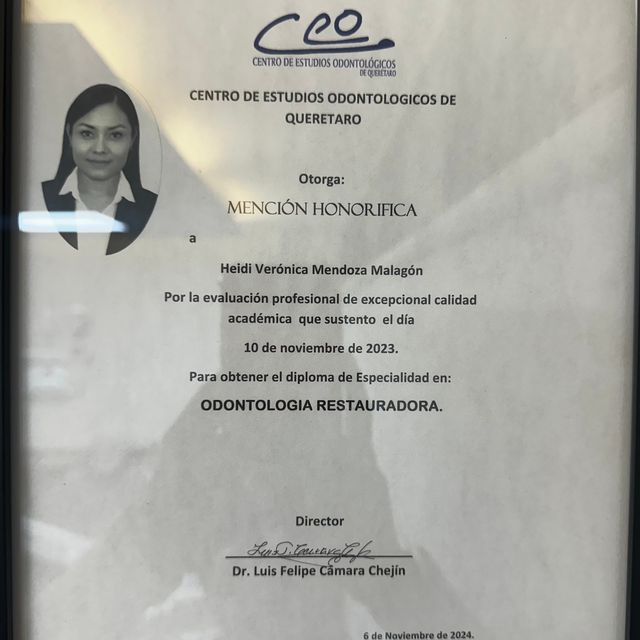 CEO
CENTRO DE ESTUDIOS ODONTOLÓGICOS
DE QUERÉTARO
CENTRO DE ESTUDIOS ODONTOLOGICOS DE
QUERETARO
Otorga:
MENCIÓN HONORIFICA
a
Heidi Verónica Mendoza Malagón
Por la evaluación profesional de excepcional calidad
académica que sustento el día
10 de noviembre de 2023.
Para obtener el diploma de Especialidad en:
ODONTOLOGIA RESTAURADORA.
Director
Dr. Luis Felipe Cãmara Chejín
6 de Noviembre de 2024.